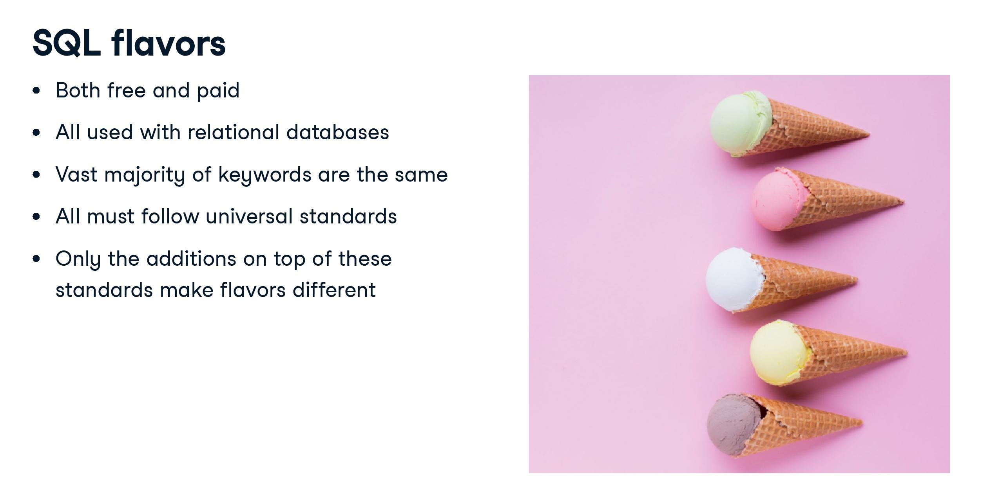 SQL flavors
• Both free and paid
• All used with relational databases
• Vast majority of keywords are the same
• All must follow universal standards
• Only the additions on top of these
standards make flavors different